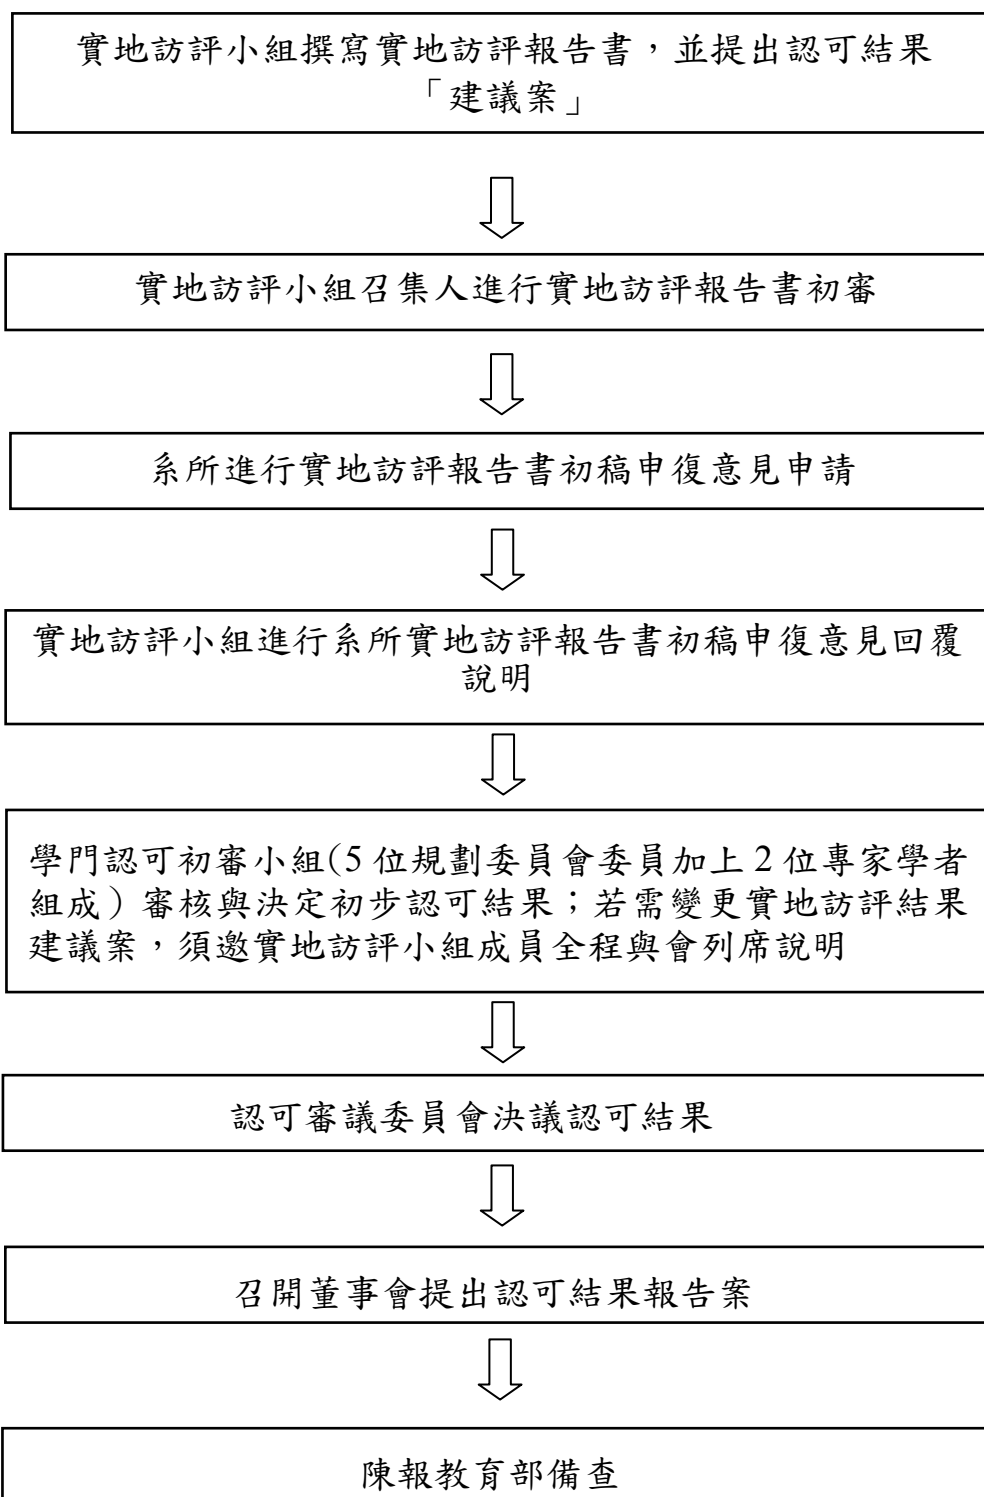 實地訪評小組撰寫實地訪評報告書，並提出認可結果
「建議案」
實地訪評小組召集人進行實地訪評報告書初審
系所進行實地訪評報告書初稿申復意見申請
實地訪評小組進行系所實地訪評報告書初稿申復意見回覆
說明
學門認可初審小組(5 位規劃委員會委員加上 2 位專家學者
組成）審核與決定初步認可結果；若需變更實地訪評結果
建議案，須邀實地訪評小組成員全程與會列席說明
認可審議委員會決議認可結果
召開董事會提出認可結果報告案
陳報教育部備查